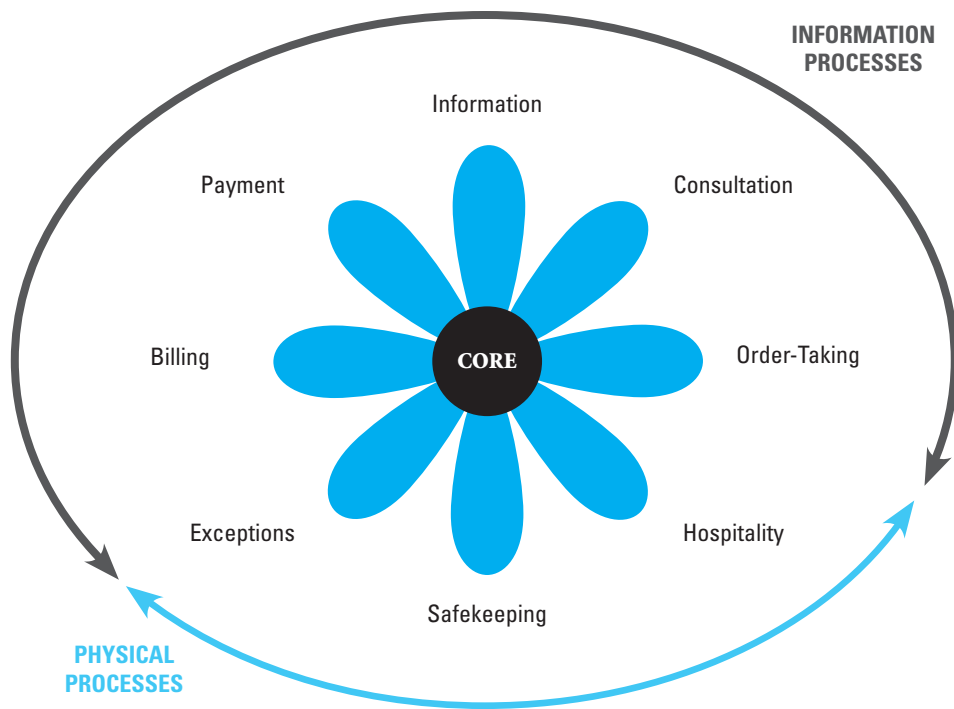 INFORMATION
PROCESSES
Information
Payment
Consultation
Billing
CORE
Order-Taking
Exceptions
Hospitality
Safekeeping
PHYSICAL
PROCESSES